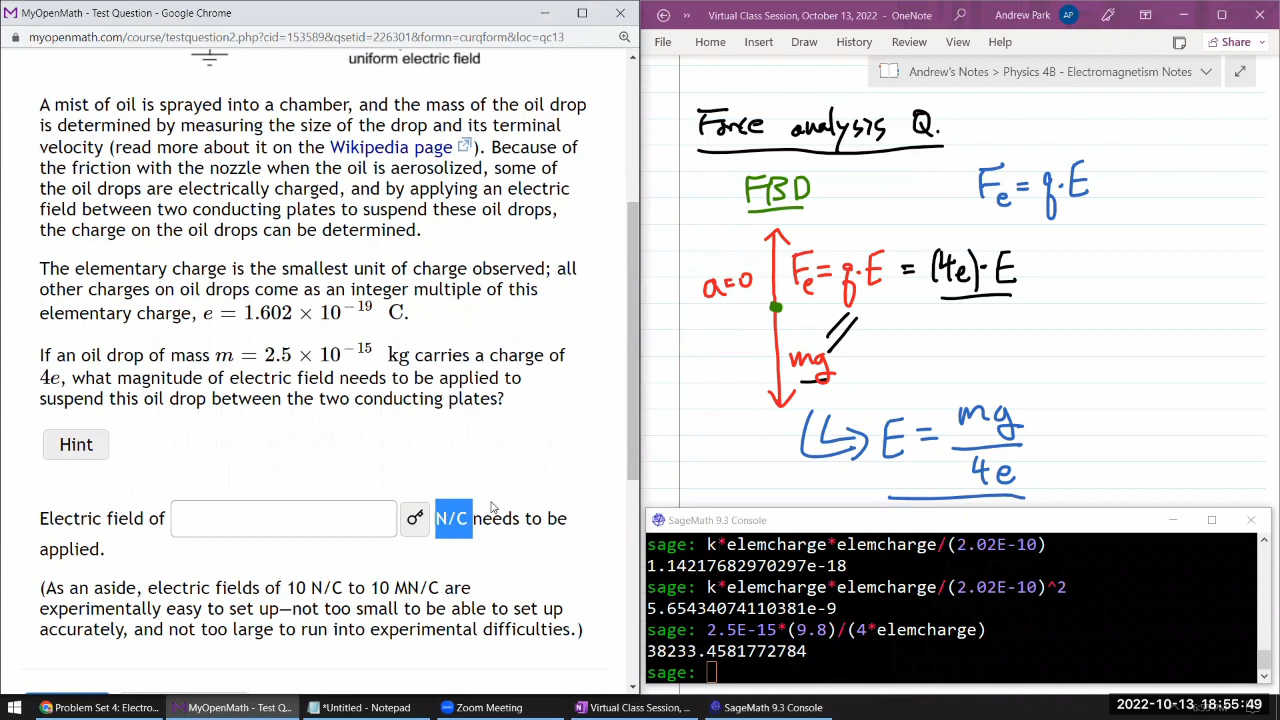 MyOpenMath - Test Question - Google Chrome
myopenmath.com/course/testquestion2.php?cid=153589&qsetid=226301&formn=curqform&loc=qc13
uniform electric field
A mist of oil is sprayed into a chamber, and the mass of the oil drop
is determined by measuring the size of the drop and its terminal
velocity (read more about it on the Wikipedia page). Because of
the friction with the nozzle when the oil is aerosolized, some of
the oil drops are electrically charged, and by applying an electric
field between two conducting plates to suspend these oil drops,
the charge on the oil drops can be determined.
The elementary charge is the smallest unit of charge observed; all
other charges on oil drops come as an integer multiple of this
elementary charge, e = 1.602 × 10^−19 C.
If an oil drop of mass m = 2.5 × 10^−15 kg carries a charge of
4e, what magnitude of electric field needs to be applied to
suspend this oil drop between the two conducting plates?
Hint
Electric field of N/C needs to be
applied.
(As an aside, electric fields of 10 N/C to 10 MN/C are
experimentally easy to set up—not too small to be able to set up
accurately, and not too large to run into experimental difficulties.)
Virtual Class Session, October 13, 2022 - OneNote
Andrew Park AP
File Home Insert Draw History Review View Help Share
Andrew's Notes > Physics 4B - Electromagnetism Notes
Force analysis Q.
FBD
Fe = q·E
a=0
Fe = q·E = (4e)·E
mg
E = mg/4e
SageMath 9.3 Console
sage: k*elemcharge*elemcharge/(2.02E-10)
1.14217682970297e-18
sage: k*elemcharge*elemcharge/(2.02E-10)^2
5.65434074110381e-9
sage: 2.5E-15*(9.8)/(4*elemcharge)
38233.4581772784
sage:
Problem Set 4: Electro...
MyOpenMath - Test Q...
*Untitled - Notepad
Zoom Meeting
Virtual Class Session, ...
SageMath 9.3 Console
2022-10-13 18:55:49